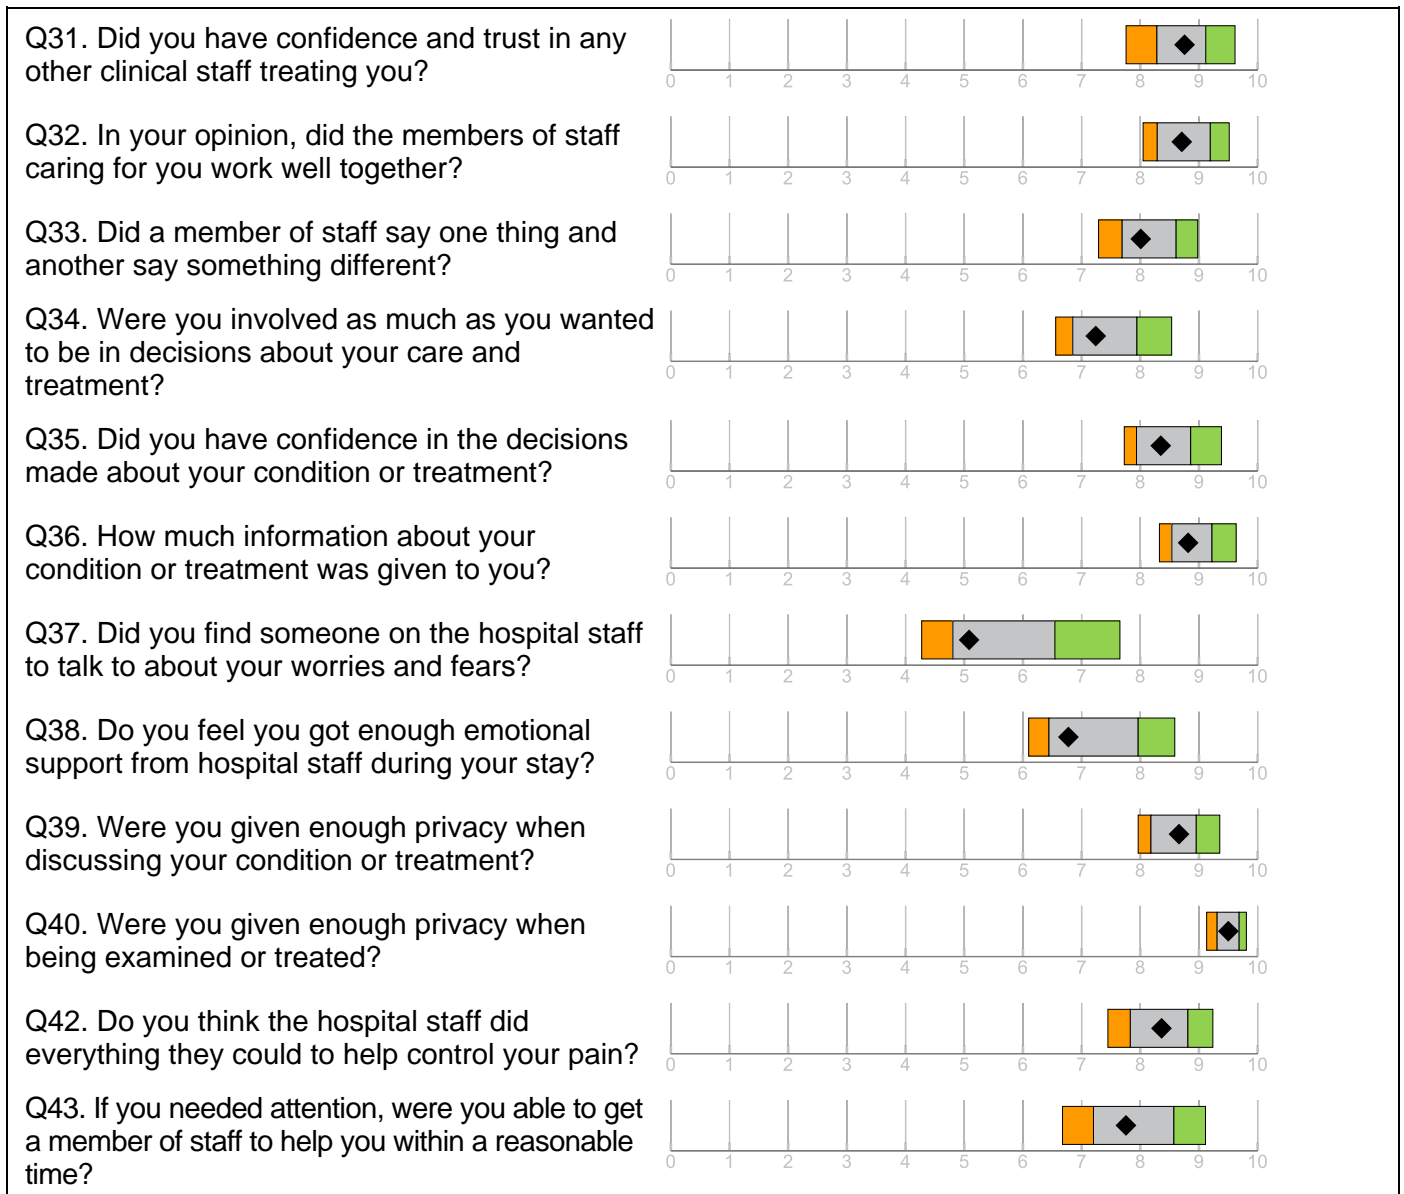 Q31. Did you have confidence and trust in any
other clinical staff treating you?
0 1 2 3 4 5 6 7 8 9 10
Q32. In your opinion, did the members of staff
caring for you work well together?
0 1 2 3 4 5 6 7 8 9 10
Q33. Did a member of staff say one thing and
another say something different?
0 1 2 3 4 5 6 7 8 9 10
Q34. Were you involved as much as you wanted
to be in decisions about your care and
treatment?
0 1 2 3 4 5 6 7 8 9 10
Q35. Did you have confidence in the decisions
made about your condition or treatment?
0 1 2 3 4 5 6 7 8 9 10
Q36. How much information about your
condition or treatment was given to you?
0 1 2 3 4 5 6 7 8 9 10
Q37. Did you find someone on the hospital staff
to talk to about your worries and fears?
0 1 2 3 4 5 6 7 8 9 10
Q38. Do you feel you got enough emotional
support from hospital staff during your stay?
0 1 2 3 4 5 6 7 8 9 10
Q39. Were you given enough privacy when
discussing your condition or treatment?
0 1 2 3 4 5 6 7 8 9 10
Q40. Were you given enough privacy when
being examined or treated?
0 1 2 3 4 5 6 7 8 9 10
Q42. Do you think the hospital staff did
everything they could to help control your pain?
0 1 2 3 4 5 6 7 8 9 10
Q43. If you needed attention, were you able to get
a member of staff to help you within a reasonable
time?
0 1 2 3 4 5 6 7 8 9 10